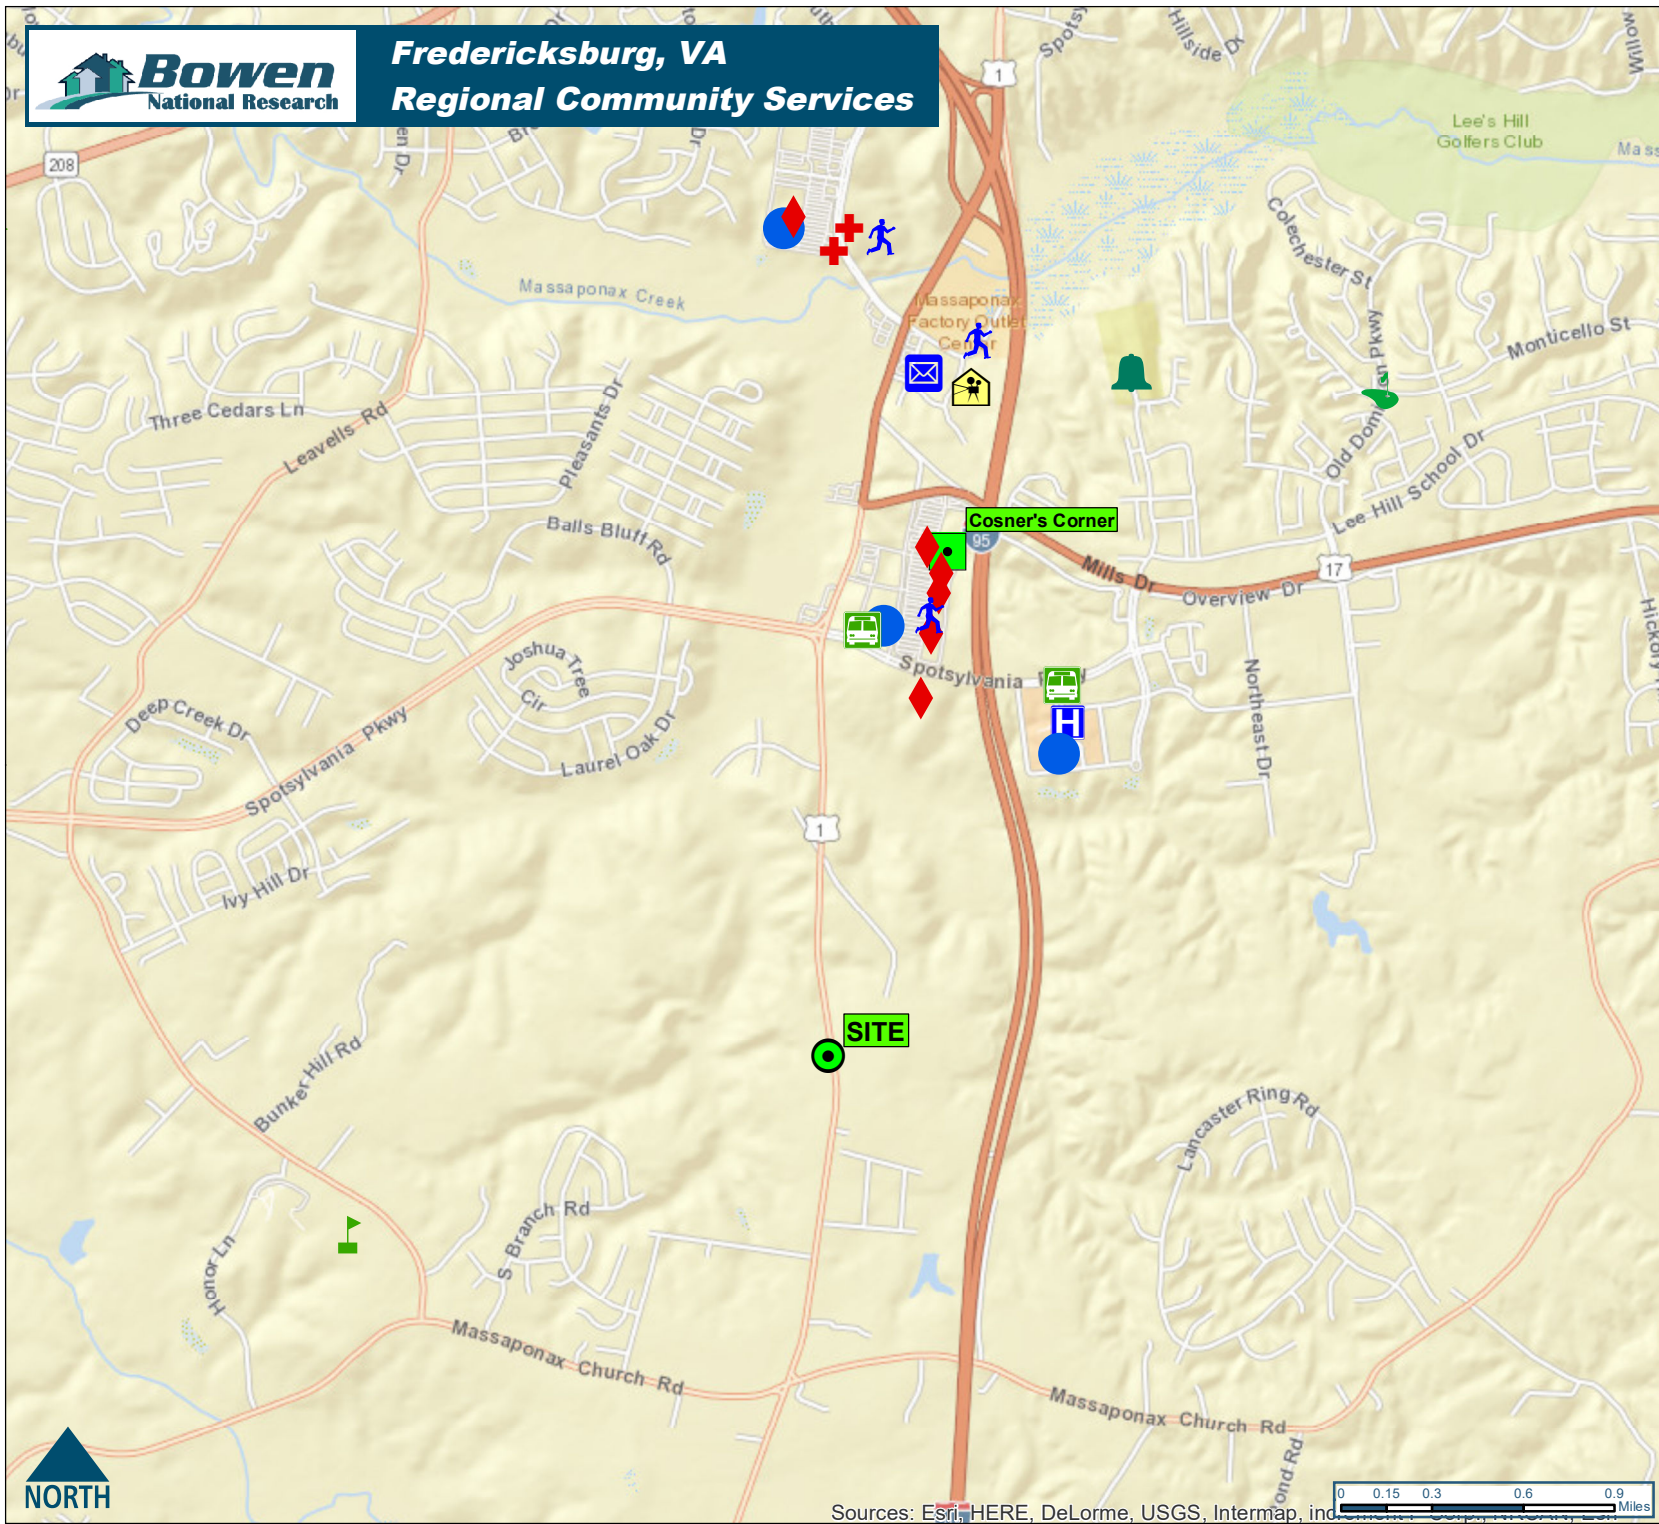 Bowen
National Research
Fredericksburg, VA
Regional Community Services
1
Hillside Dr
Lee's Hill
Golfers Club
208
Massaponax Creek
Colechester St
Massaponax
Factory Outlet
Center
Monticello St
Three Cedars Ln
Leavells Rd
Pleasants Dr
Lee Hill School Dr
Cosner's Corner
95
Balls Bluff Rd
Mills Dr
17
Overview Dr
Joshua Tree
Cir
Spotsylvania
H
Northeast Dr
Deep Creek Dr
Spotsylvania Pkwy
Laurel Oak Dr
1
Ivy Hill Dr
SITE
Bunker Hill Rd
Lancaster Ring Rd
S Branch Rd
Honor Ln
Massaponax Church Rd
Massaponax Church Rd
NORTH
0 0.15 0.3 0.6 0.9
Miles
Sources: Esri, HERE, DeLorme, USGS, Intermap,